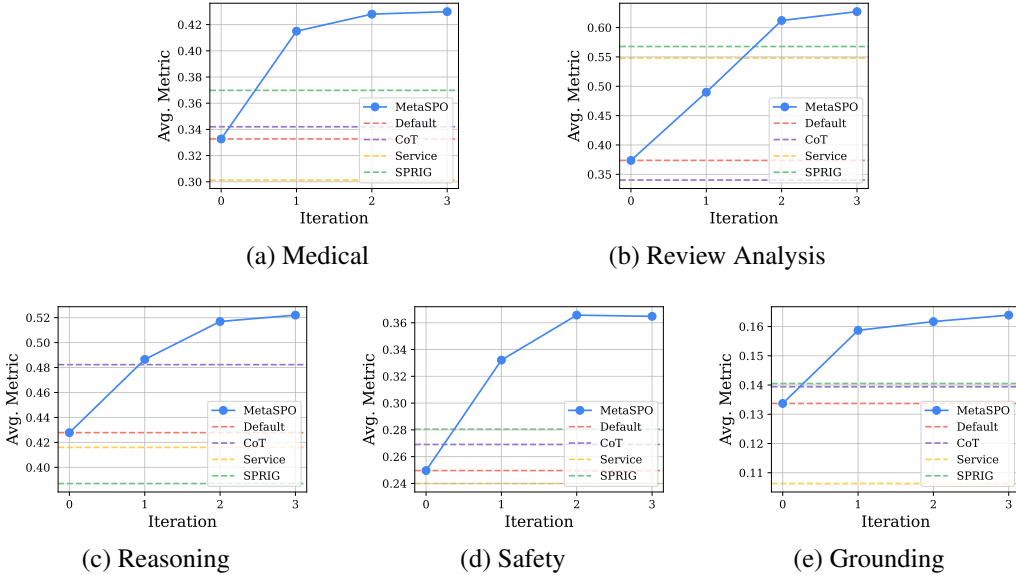 Avg. Metric
0.42
0.40
0.38
0.36
0.34
0.32
0.30
MetaSPO
Default
CoT
Service
SPRIG
0 1 2 3
Iteration
(a) Medical
Avg. Metric
0.60
0.55
0.50
0.45
0.40
0.35
MetaSPO
Default
CoT
Service
SPRIG
0 1 2 3
Iteration
(b) Review Analysis
Avg. Metric
0.52
0.50
0.48
0.46
0.44
0.42
0.40
MetaSPO
Default
CoT
Service
SPRIG
0 1 2 3
Iteration
(c) Reasoning
Avg. Metric
0.36
0.34
0.32
0.30
0.28
0.26
0.24
MetaSPO
Default
CoT
Service
SPRIG
0 1 2 3
Iteration
(d) Safety
Avg. Metric
0.16
0.14
0.13
0.12
0.11
MetaSPO
Default
CoT
Service
SPRIG
0 1 2 3
Iteration
(e) Grounding